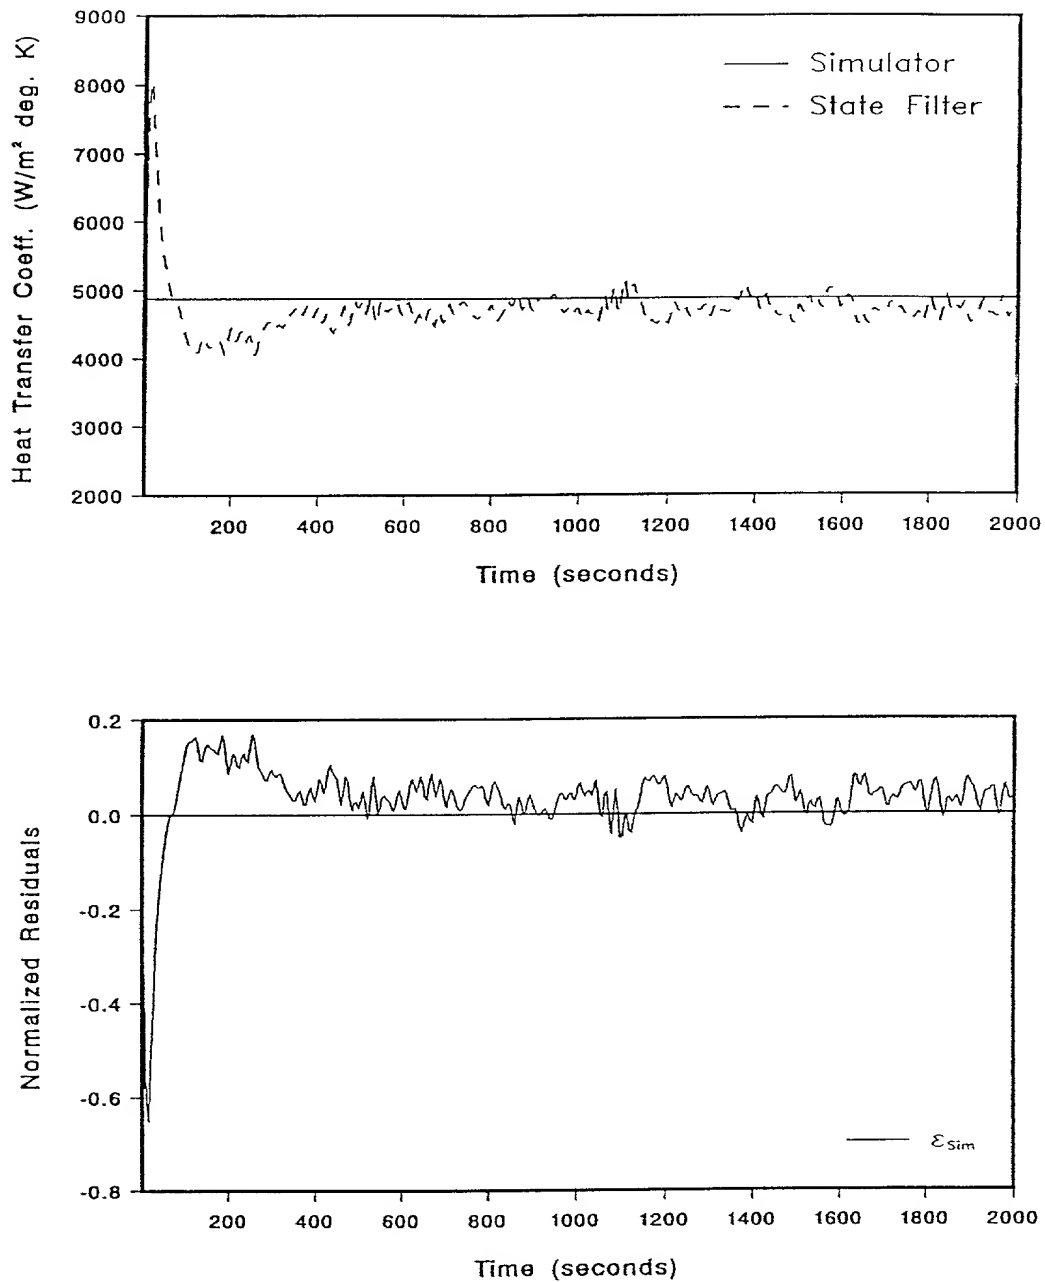 9000
8000
7000
6000
5000
4000
3000
2000
Heat Transfer Coeff. (W/m² deg. K)
Simulator
State Filter
200 400 600 800 1000 1200 1400 1600 1800 2000
Time (seconds)
0.2
0.0
-0.2
-0.4
-0.6
-0.8
Normalized Residuals
εSim
200 400 600 800 1000 1200 1400 1600 1800 2000
Time (seconds)